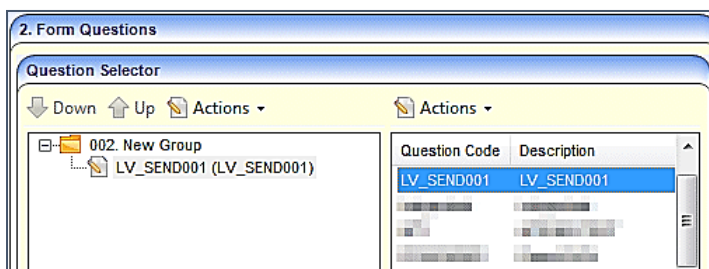 2. Form Questions
Question Selector
Down Up Actions Actions
002. New Group
LV_SEND001 (LV_SEND001)
Question Code Description
LV_SEND001 LV_SEND001